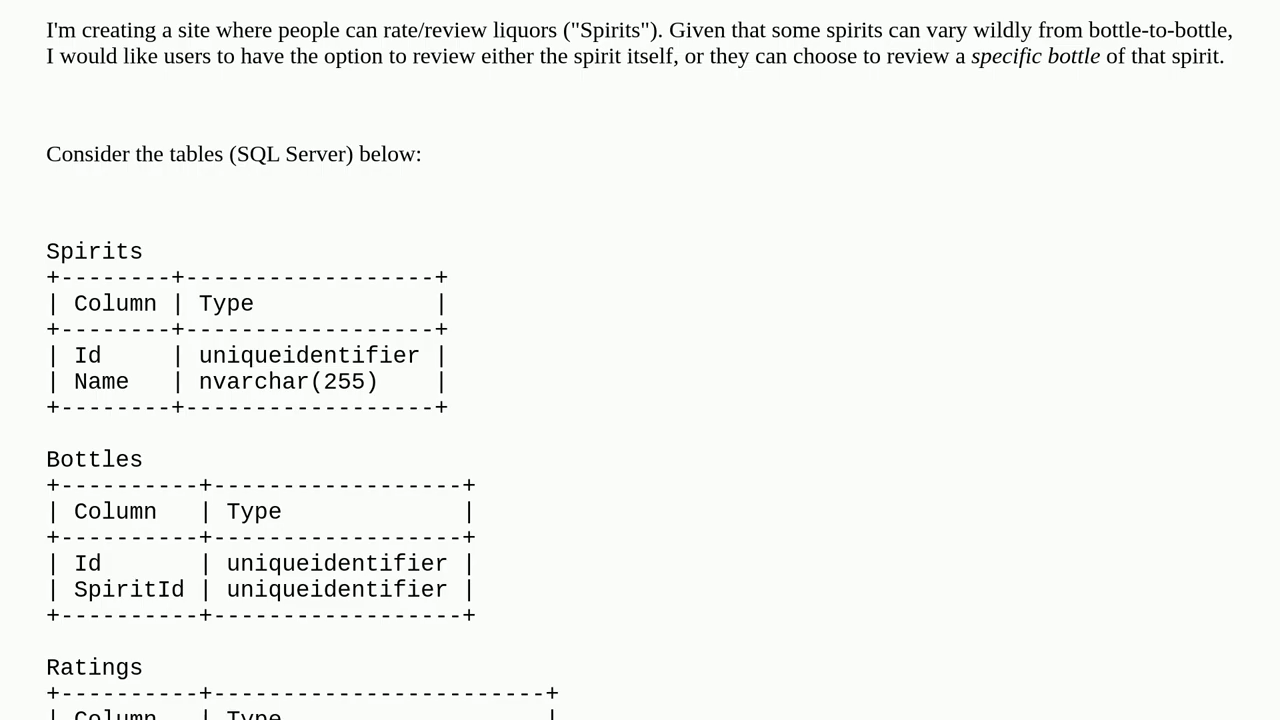 I'm creating a site where people can rate/review liquors ("Spirits"). Given that some spirits can vary wildly from bottle-to-bottle,
I would like users to have the option to review either the spirit itself, or they can choose to review a specific bottle of that spirit.
Consider the tables (SQL Server) below:
Spirits
+--------+------------------+
| Column | Type             |
+--------+------------------+
| Id     | uniqueidentifier |
| Name   | nvarchar(255)    |
+--------+------------------+
Bottles
+----------+------------------+
| Column   | Type             |
+----------+------------------+
| Id       | uniqueidentifier |
| SpiritId | uniqueidentifier |
+----------+------------------+
Ratings
+----------+------------------------+
| Column   | Type                   |